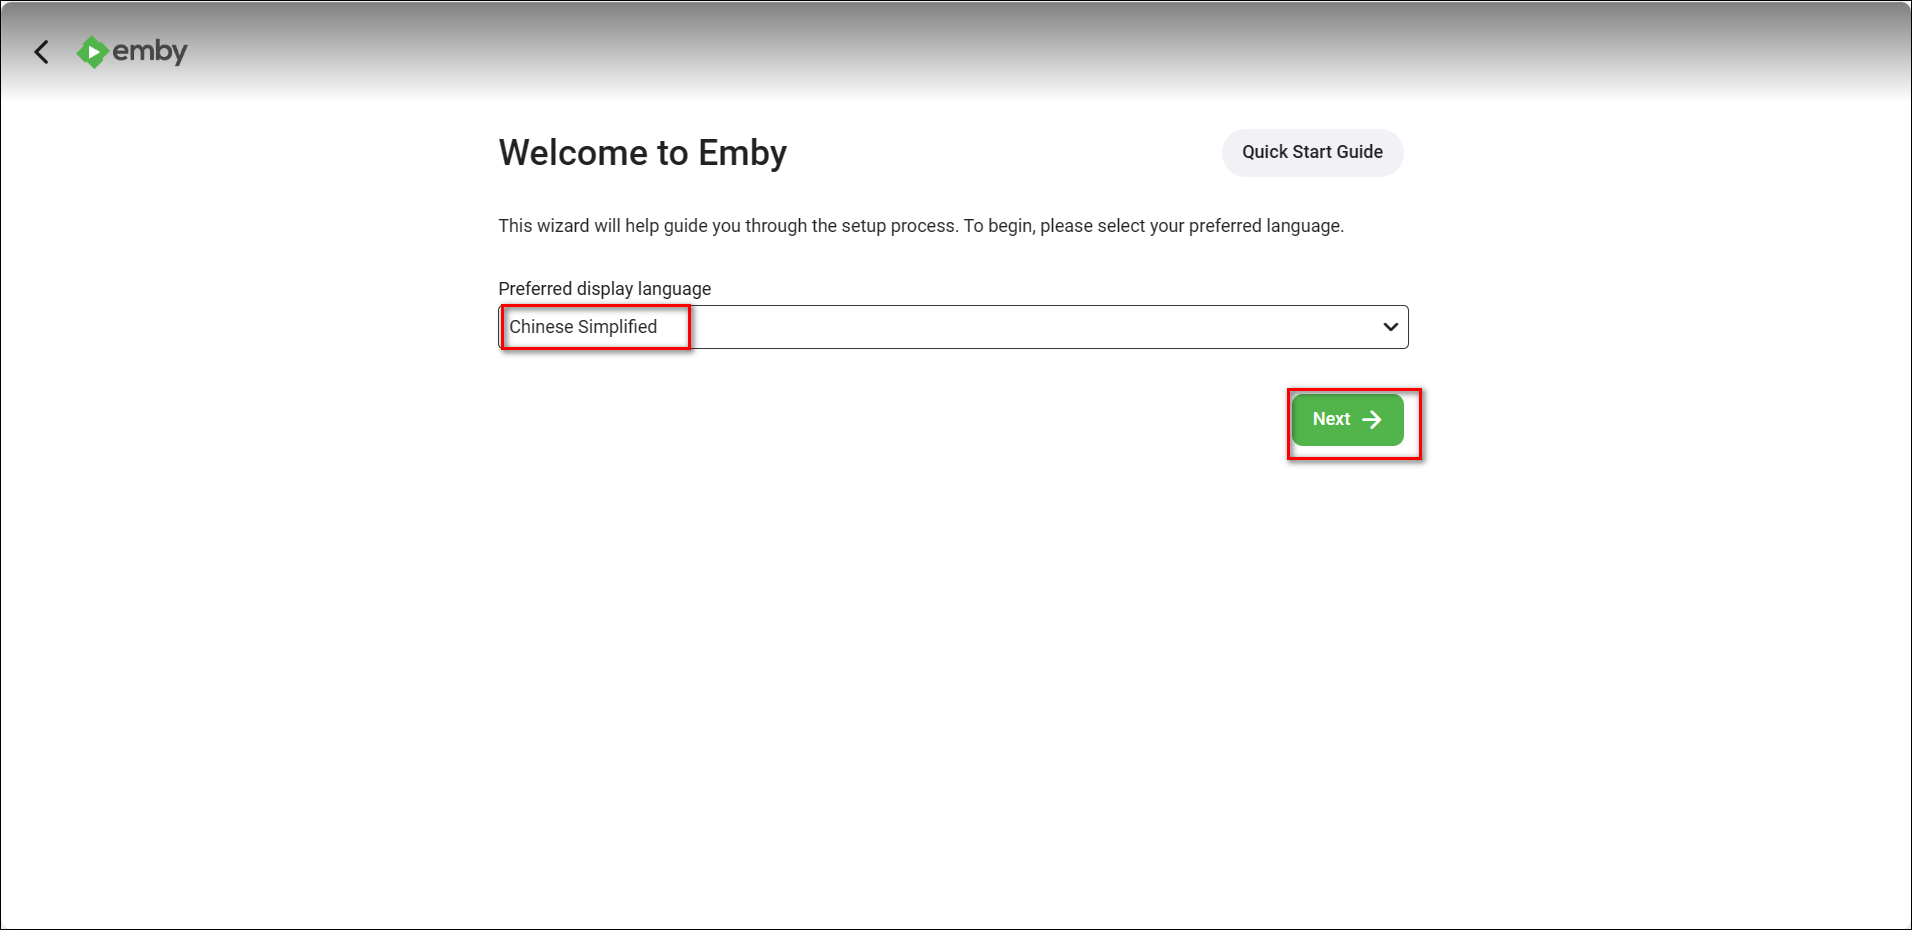 emby
Welcome to Emby
Quick Start Guide
This wizard will help guide you through the setup process. To begin, please select your preferred language.
Preferred display language
Chinese Simplified
Next